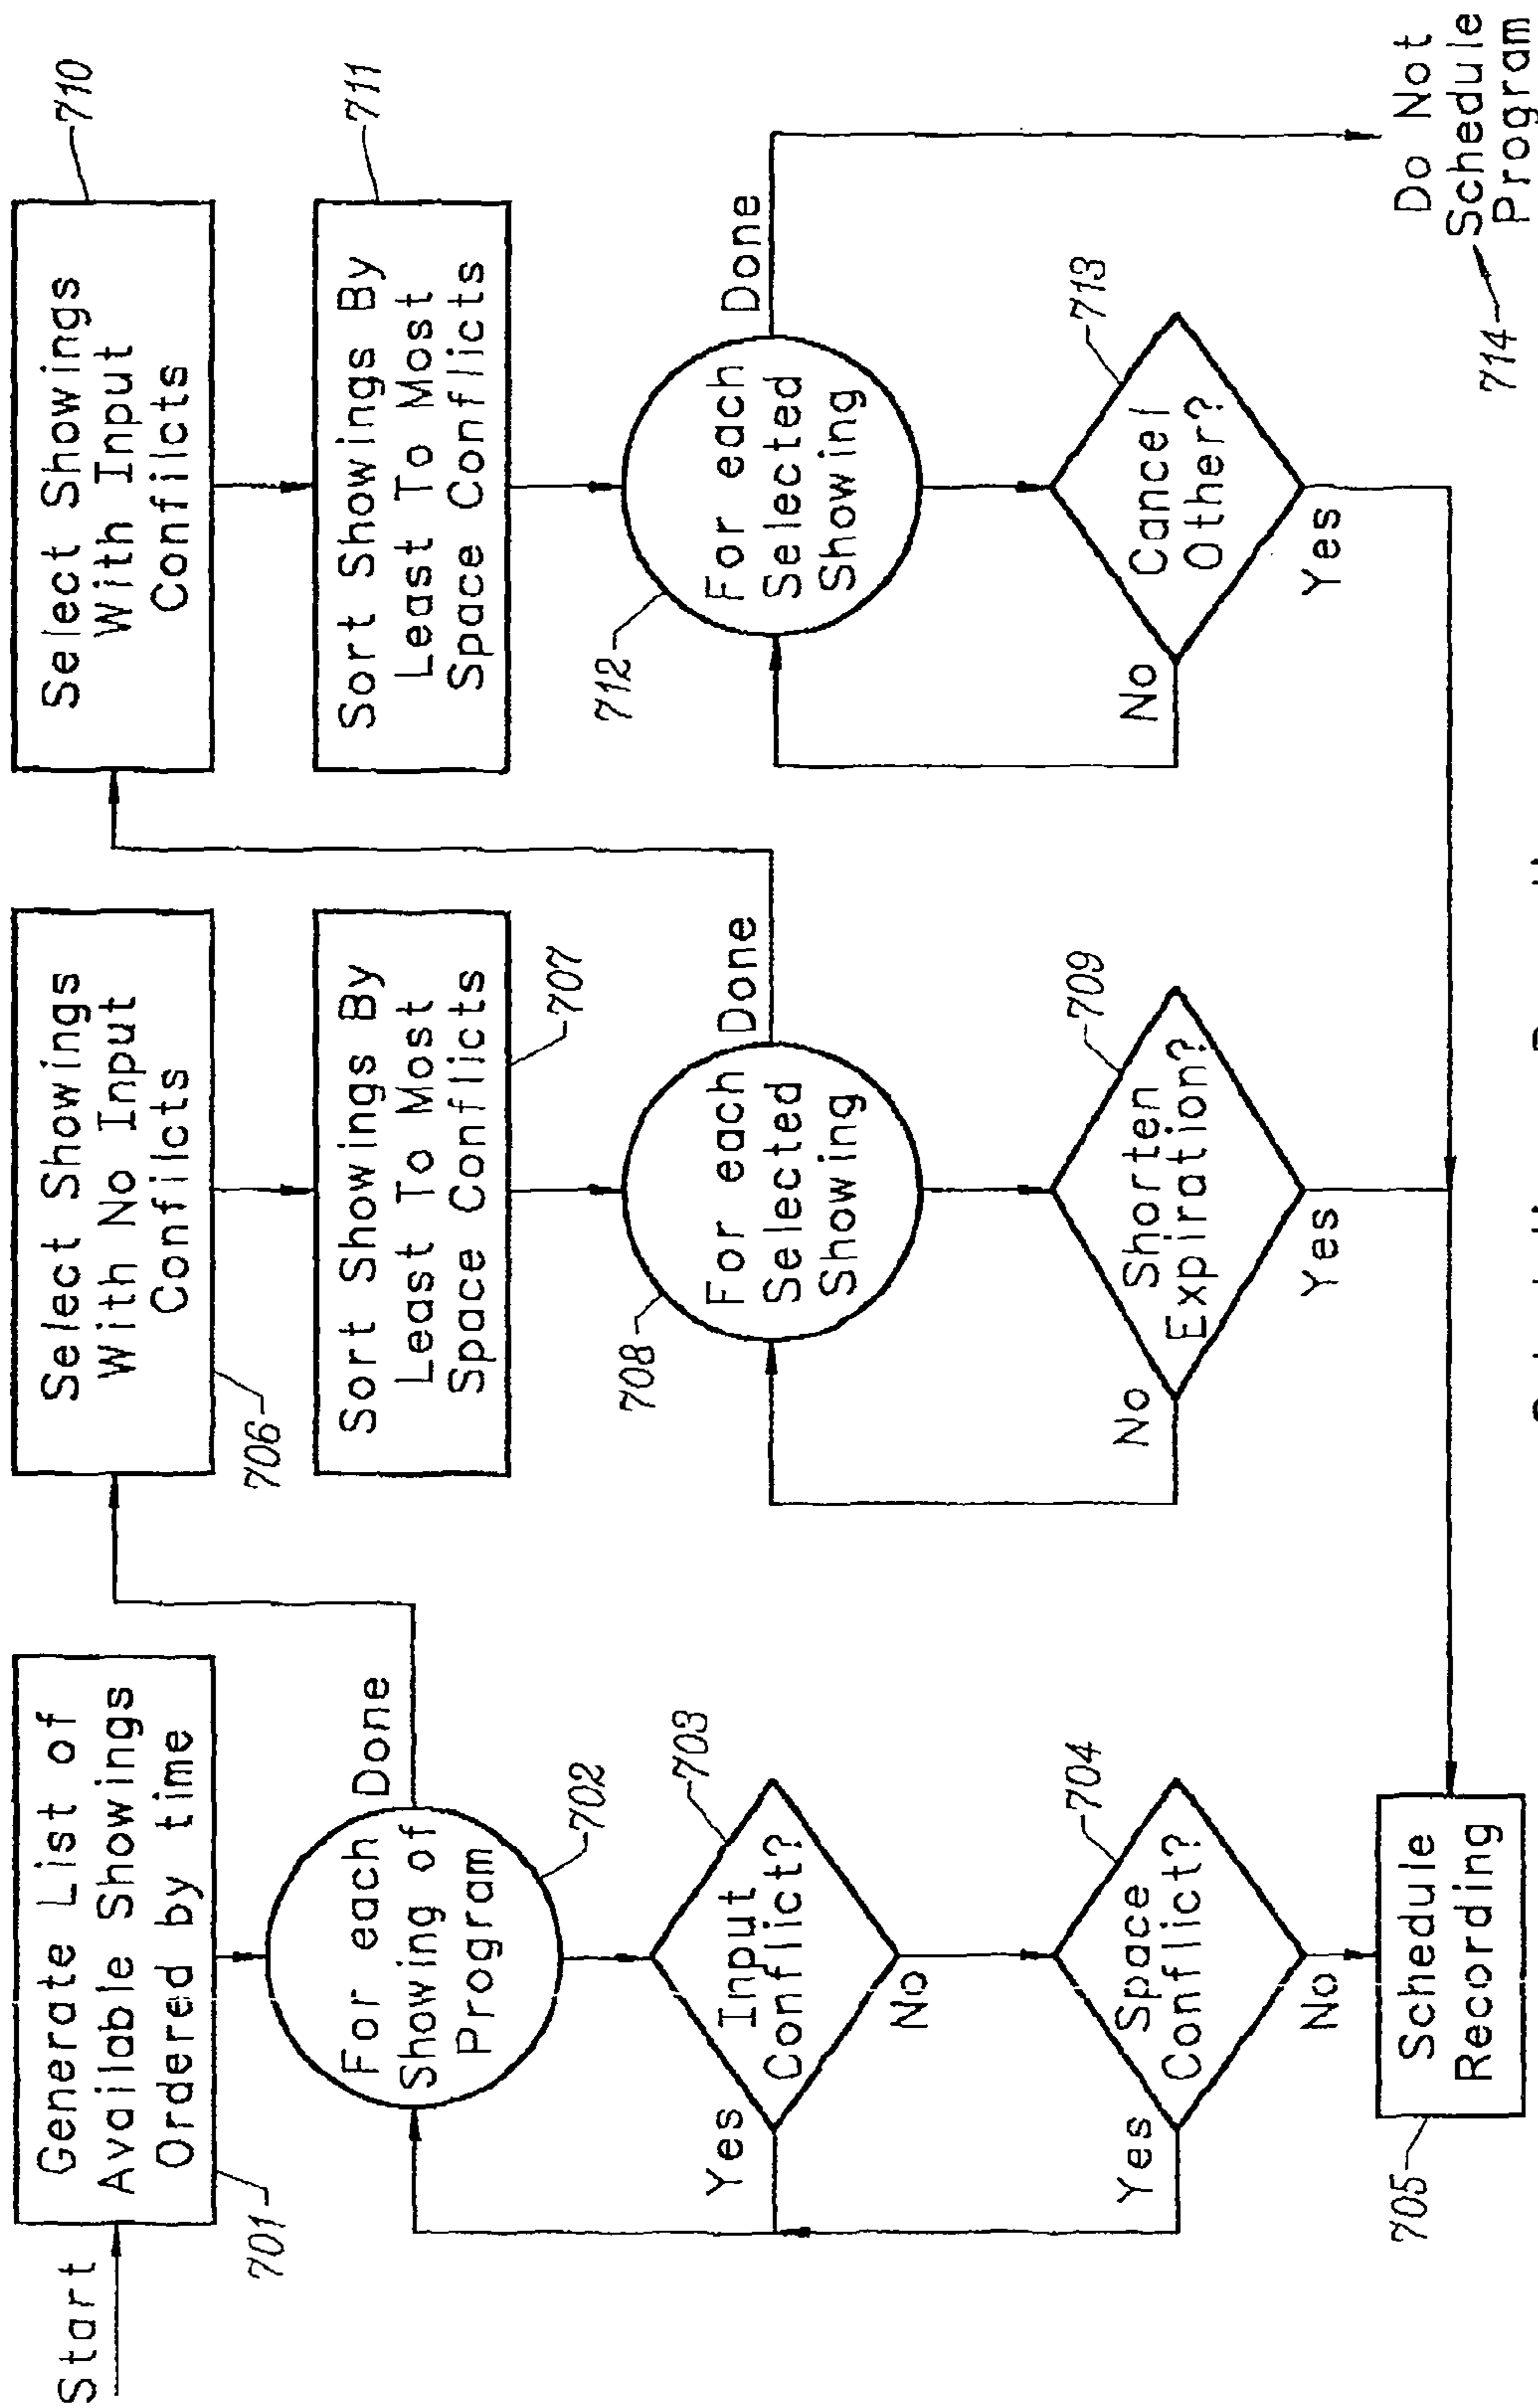 Start
Generate List of
Available Showings
Ordered by time
701
For each
Showing of
Program
702
Done
Input
Conflict?
703
Yes
No
Space
Conflict?
704
Yes
No
Schedule
Recording
705
Select Showings
With No Input
Confilcts
706
Sort Showings By
Least To Most
Space Conflicts
707
For each
Selected
Showing
708
Done
Shorten
Expiration?
709
No
Yes
Select Showings
With Input
Confilcts
710
Sort Showings By
Least To Most
Space Conflicts
711
For each
Selected
Showing
712
Done
Cancel
Other?
713
No
Yes
Do Not
Schedule
Program
714